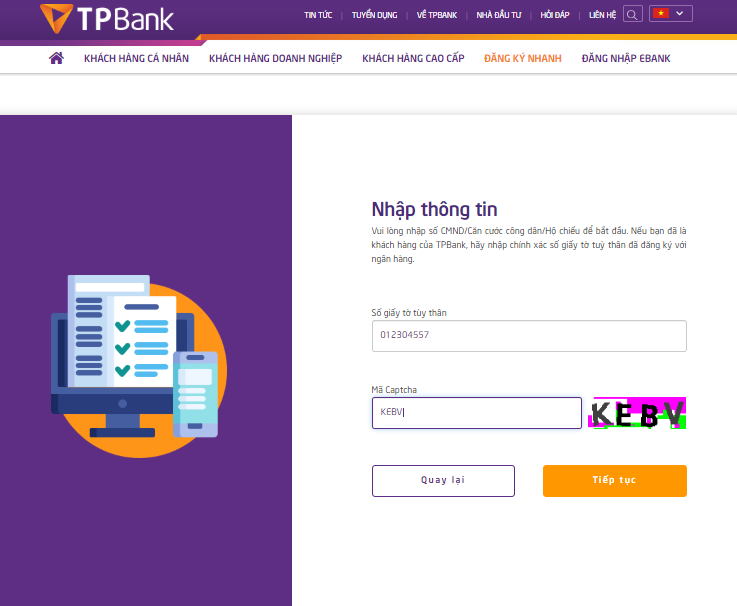 TPBank
TIN TỨC | TUYỂN DỤNG | VỀ TPBANK | NHÀ ĐẦU TƯ | HỎI ĐÁP | LIÊN HỆ
KHÁCH HÀNG CÁ NHÂN KHÁCH HÀNG DOANH NGHIỆP KHÁCH HÀNG CAO CẤP ĐĂNG KÝ NHANH ĐĂNG NHẬP EBANK
Nhập thông tin
Vui lòng nhập số CMND/Căn cước công dân/Hộ chiếu để bắt đầu. Nếu bạn đã là
khách hàng của TPBank, hãy nhập chính xác số giấy tờ tuỳ thân đã đăng ký với
ngân hàng.
Số giấy tờ tùy thân
012304557
Mã Captcha
KEBV
KEBV
Quay lại
Tiếp tục